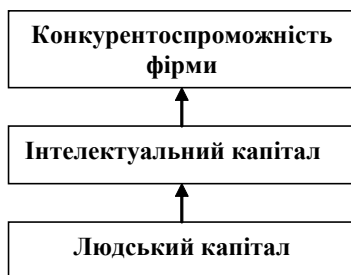 Конкурентоспроможність
фірми
Інтелектуальний капітал
Людський капітал